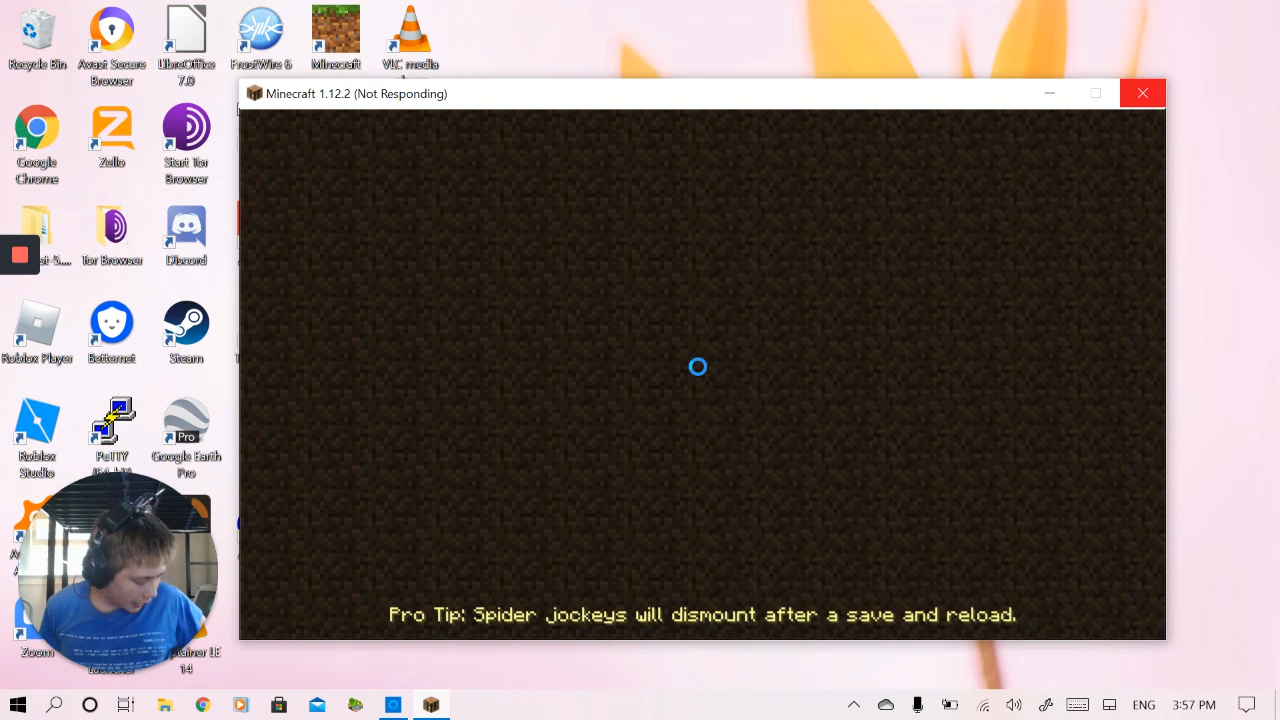 Recycle Bin
Avast Secure
Browser
LibreOffice
7.0
FrostWire 6
Minecraft
VLC media
Minecraft 1.12.2 (Not Responding)
Google
Chrome
Zello
Start Tor
Browser
Tor Browser
Discord
Roblox Player
Betternet
Steam
Roblox
Studio
PuTTY
Pro
Google Earth
Pro
Zoom
14
Pro Tip: Spider jockeys will dismount after a save and reload.
ENG
3:57 PM